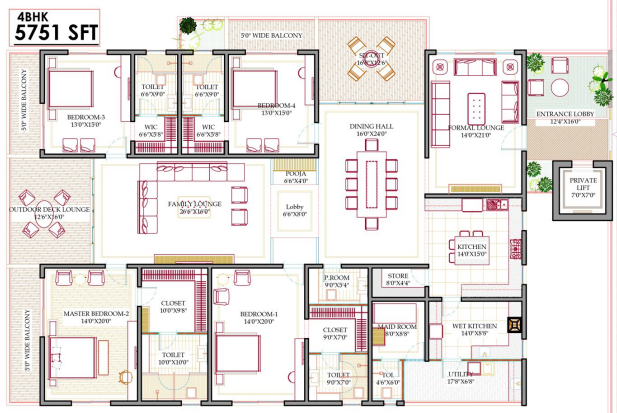 4BHK
5751 SFT
5'0" WIDE BALCONY
SIT-OUT
16'0"X12'6"
5'0" WIDE BALCONY
TOILET
6'6"X9'0"
TOILET
6'6"X9'0"
BEDROOM-3
13'0"X15'0"
BEDROOM-4
13'0"X15'0"
WIC
6'6"X5'8"
WIC
6'6"X5'8"
DINING HALL
16'0"X24'0"
FORMAL LOUNGE
14'0"X21'0"
ENTRANCE LOBBY
12'4"X16'0"
POOJA
6'6"X4'0"
PRIVATE
LIFT
7'0"X7'0"
OUTDOOR DECK LOUNGE
12'6"X16'0"
FAMILY LOUNGE
26'6"X16'0"
Lobby
6'6"X8'0"
KITCHEN
14'0"X15'0"
P.ROOM
9'0"X5'4"
STORE
8'0"X4'4"
MASTER BEDROOM-2
14'0"X20'0"
CLOSET
10'0"X9'8"
BEDROOM-1
14'0"X20'0"
CLOSET
9'0"X7'0"
MAID ROOM
8'0"X8'8"
WET KITCHEN
14'0"X8'8"
5'0" WIDE BALCONY
TOILET
10'0"X10'0"
TOILET
9'0"X7'0"
TOL
4'6"X6'0"
UTILITY
17'8"X6'8"